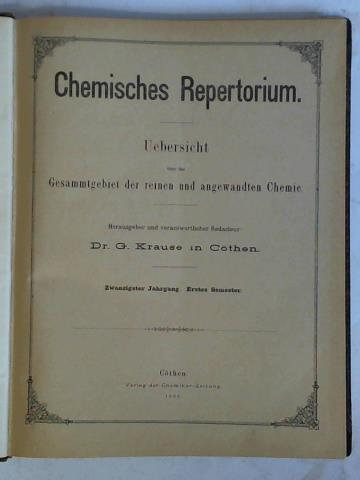 Chemisches Repertorium.
Uebersicht
über das
Gesammtgebiet der reinen und angewandten Chemie.
Herausgeber und verantwortlicher Redacteur:
Dr. G. Krause in Cöthen.
Zwanzigster Jahrgang. Erstes Semester.
Cöthen.
Verlag der Chemiker-Zeitung.